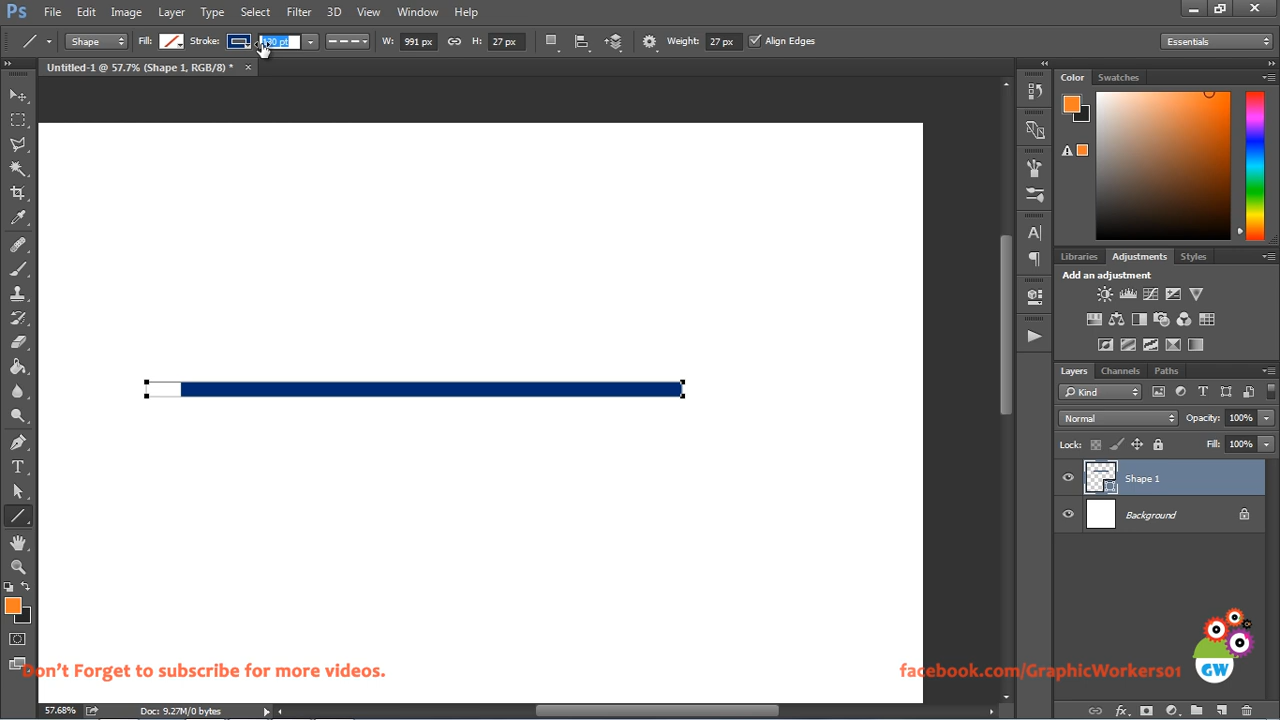 Ps File Edit Image Layer Type Select Filter 3D View Window Help
Shape Fill: Stroke: W: 991 px H: 27 px Weight: 27 px Align Edges Essentials
Untitled-1 @ 57.7% (Shape 1, RGB/8) *
Color Swatches
Libraries Adjustments Styles
Add an adjustment
Layers Channels Paths
Kind
Normal Opacity: 100%
Lock: Fill: 100%
Shape 1
Background
GW
Don't Forget to subscribe for more videos.
facebook.com/GraphicWorkers01
57.68% Doc: 9.27M/0 bytes